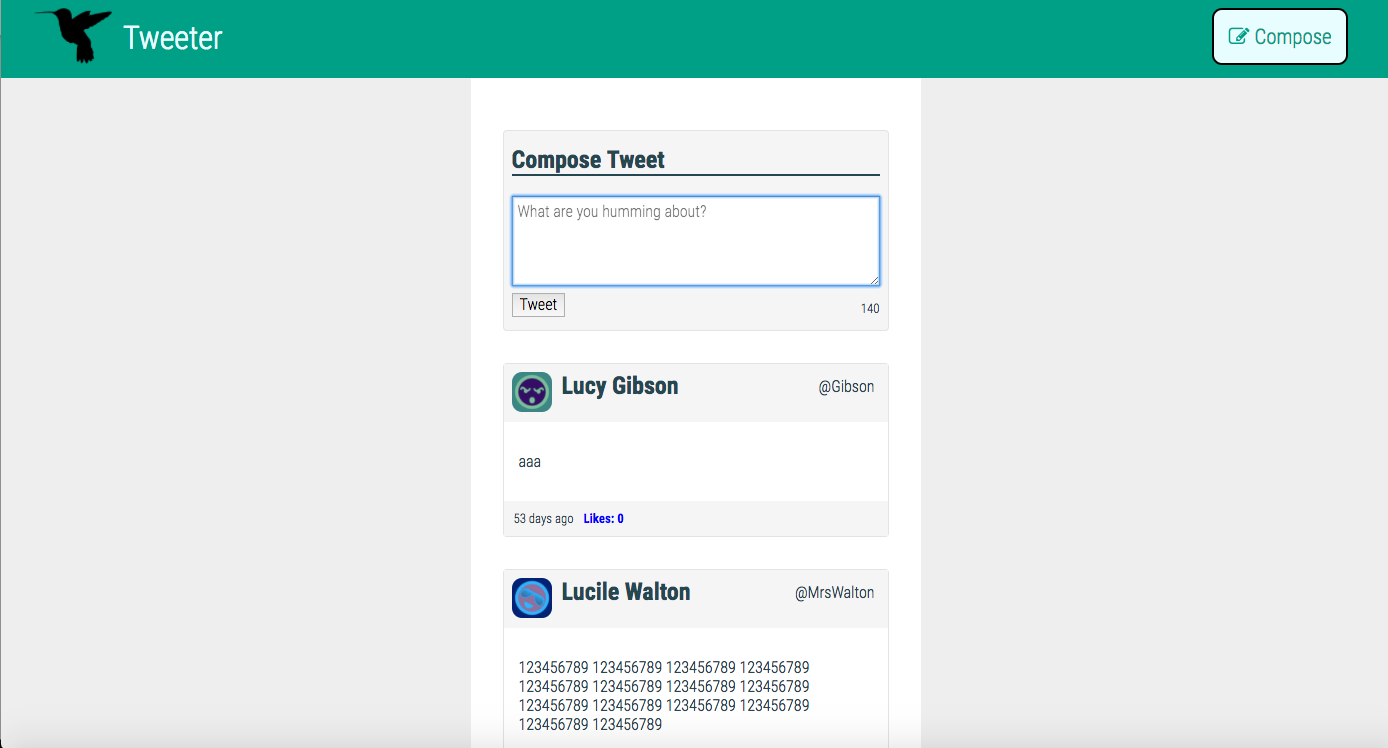 Tweeter
Compose
Compose Tweet
What are you humming about?
Tweet
140
Lucy Gibson
@Gibson
aaa
53 days ago Likes: 0
Lucile Walton
@MrsWalton
123456789 123456789 123456789 123456789
123456789 123456789 123456789 123456789
123456789 123456789 123456789 123456789
123456789 123456789